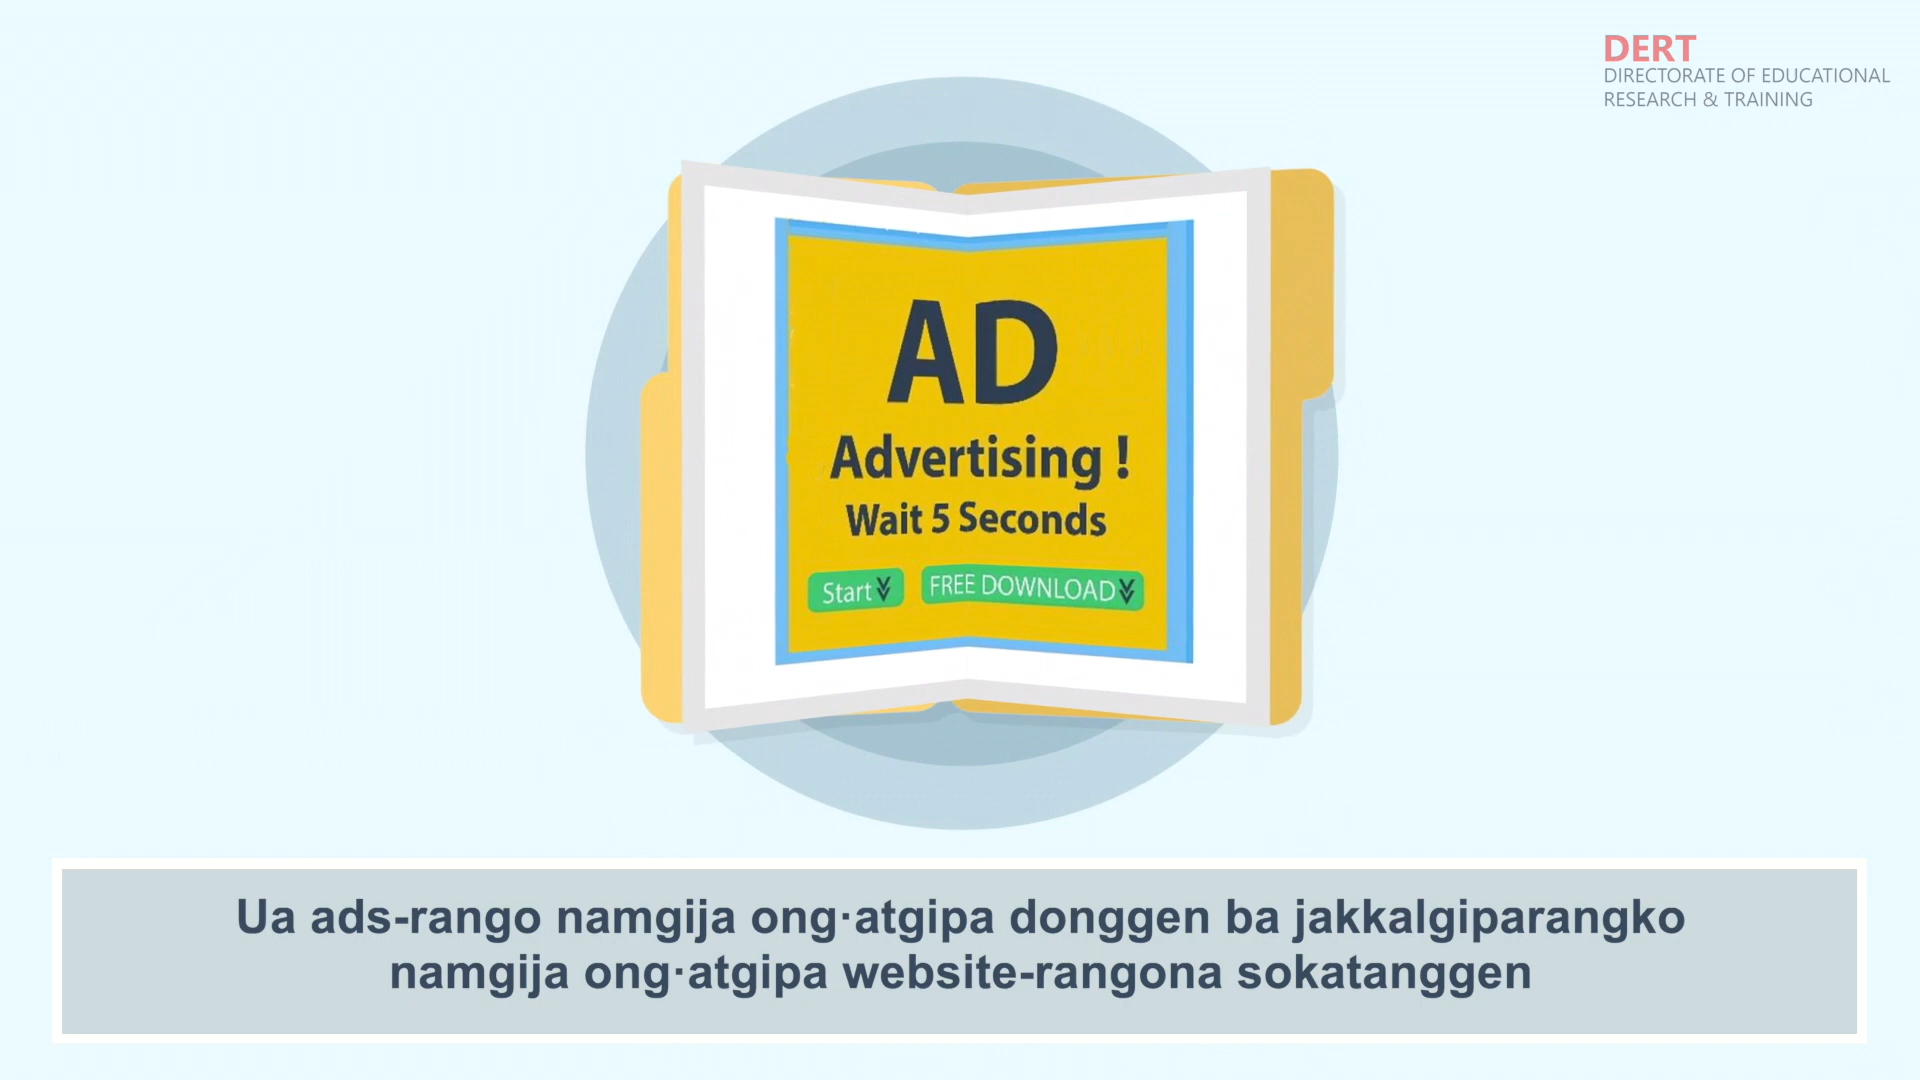 DERT
DIRECTORATE OF EDUCATIONAL
RESEARCH & TRAINING
AD
Advertising !
Wait 5 Seconds
Start
FREE DOWNLOAD
Ua ads-rango namgija ong·atgipa donggen ba jakkalgiparangko
namgija ong·atgipa website-rangona sokatanggen